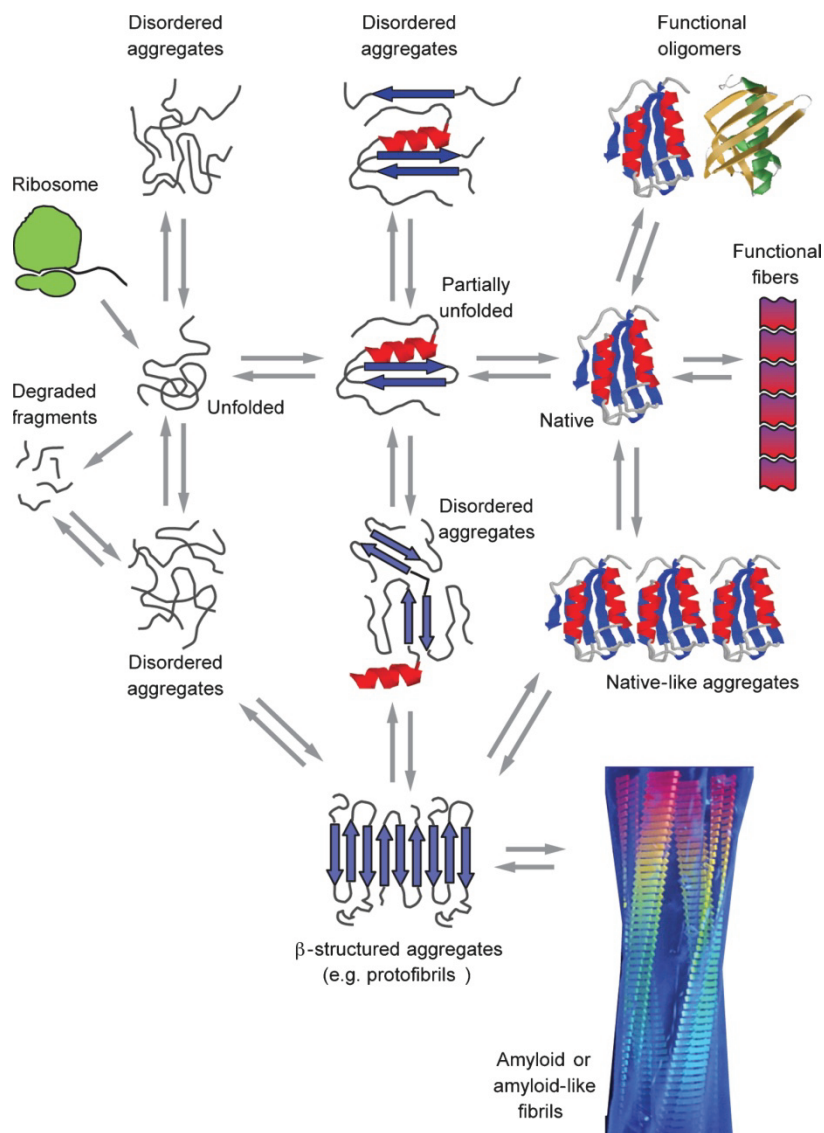 Disordered
aggregates
Disordered
aggregates
Functional
oligomers
Ribosome
Functional
fibers
Partially
unfolded
Degraded
fragments
Unfolded
Native
Disordered
aggregates
Disordered
aggregates
Native-like aggregates
β-structured aggregates
(e.g. protofibrils )
Amyloid or
amyloid-like
fibrils